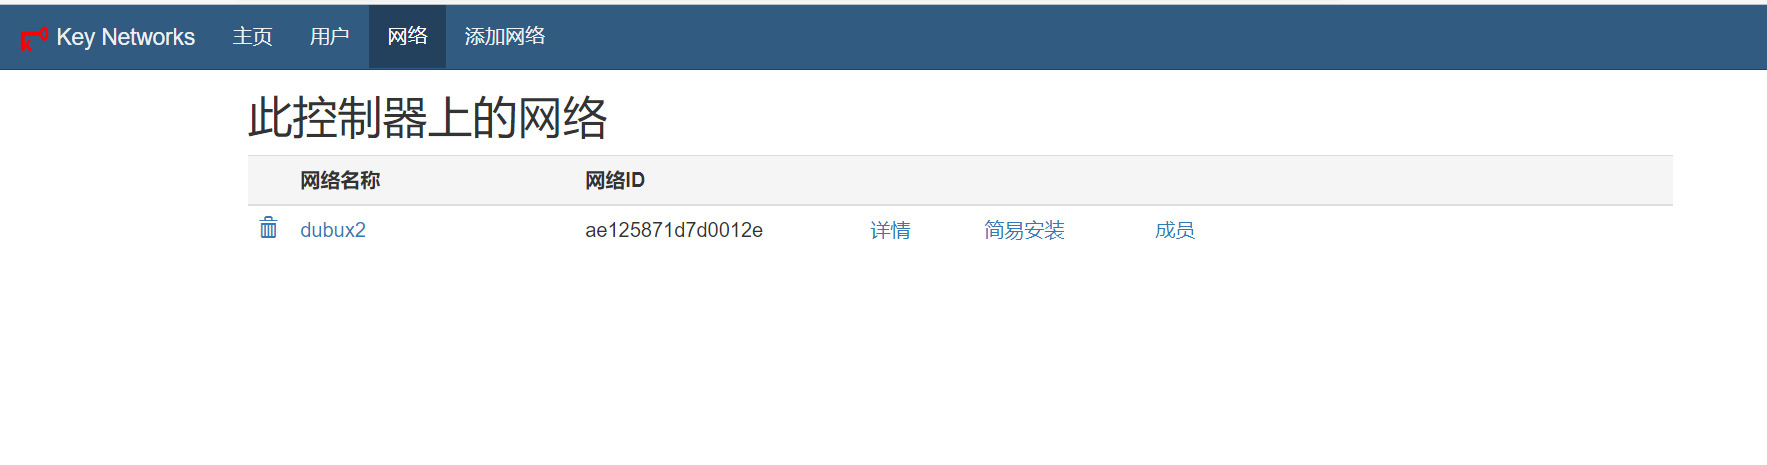 Key Networks 主页 用户 网络 添加网络
此控制器上的网络
网络名称 网络ID
dubux2 ae125871d7d0012e 详情 简易安装 成员